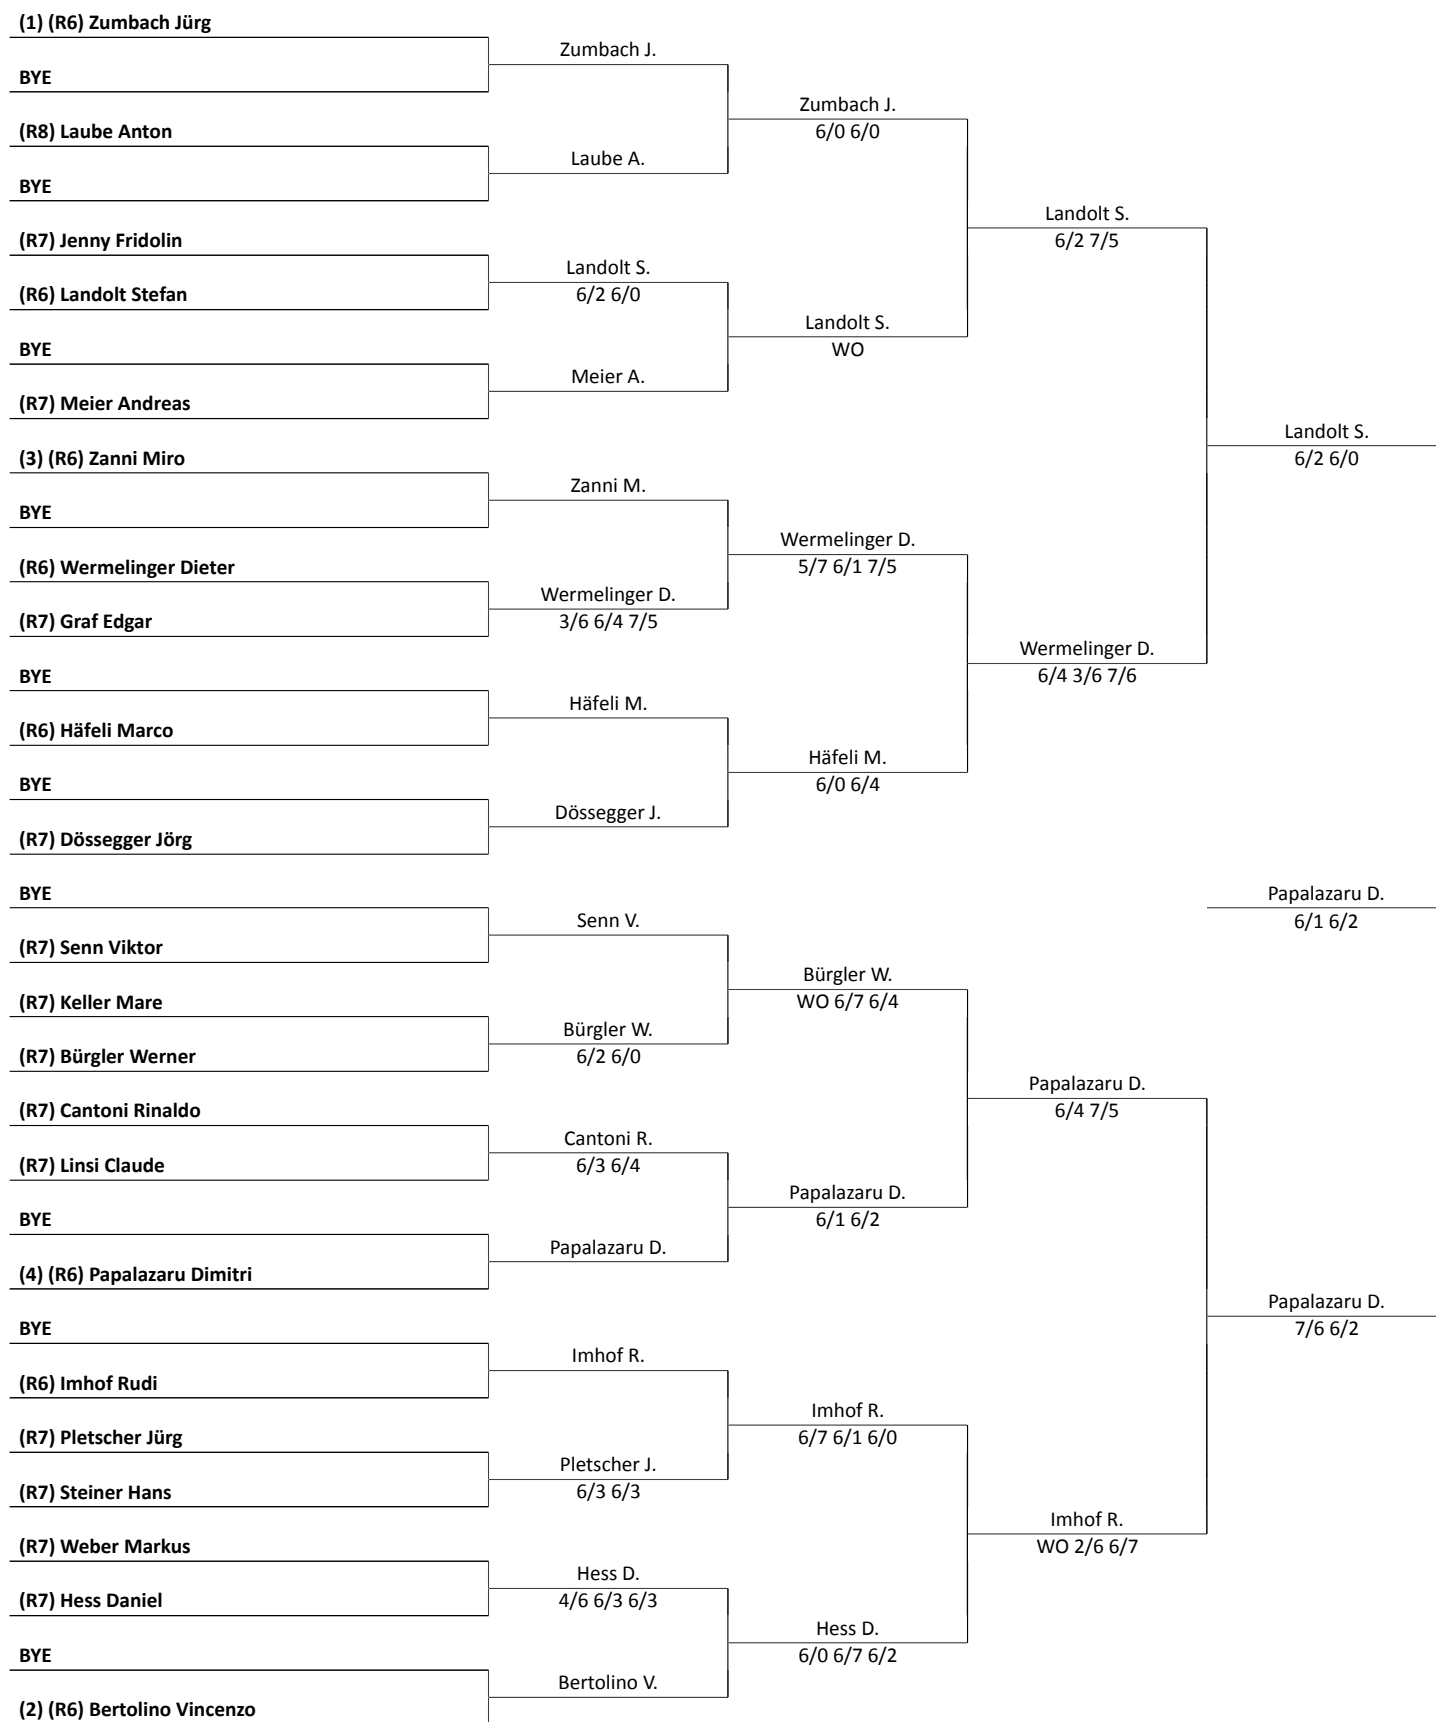 (1) (R6) Zumbach Jürg
Zumbach J.
BYE
Zumbach J.
6/0 6/0
(R8) Laube Anton
Laube A.
BYE
Landolt S.
6/2 7/5
(R7) Jenny Fridolin
Landolt S.
6/2 6/0
(R6) Landolt Stefan
Landolt S.
WO
BYE
Meier A.
(R7) Meier Andreas
Landolt S.
6/2 6/0
(3) (R6) Zanni Miro
Zanni M.
BYE
Wermelinger D.
5/7 6/1 7/5
(R6) Wermelinger Dieter
Wermelinger D.
3/6 6/4 7/5
(R7) Graf Edgar
Wermelinger D.
6/4 3/6 7/6
BYE
Häfeli M.
(R6) Häfeli Marco
Häfeli M.
6/0 6/4
BYE
Dössegger J.
(R7) Dössegger Jörg
BYE
Papalazaru D.
6/1 6/2
Senn V.
(R7) Senn Viktor
Bürgler W.
WO 6/7 6/4
(R7) Keller Mare
Bürgler W.
6/2 6/0
(R7) Bürgler Werner
Papalazaru D.
6/4 7/5
(R7) Cantoni Rinaldo
Cantoni R.
6/3 6/4
(R7) Linsi Claude
Papalazaru D.
6/1 6/2
BYE
Papalazaru D.
(4) (R6) Papalazaru Dimitri
Papalazaru D.
7/6 6/2
BYE
Imhof R.
(R6) Imhof Rudi
Imhof R.
6/7 6/1 6/0
(R7) Pletscher Jürg
Pletscher J.
6/3 6/3
(R7) Steiner Hans
Imhof R.
WO 2/6 6/7
(R7) Weber Markus
Hess D.
4/6 6/3 6/3
(R7) Hess Daniel
Hess D.
6/0 6/7 6/2
BYE
Bertolino V.
(2) (R6) Bertolino Vincenzo